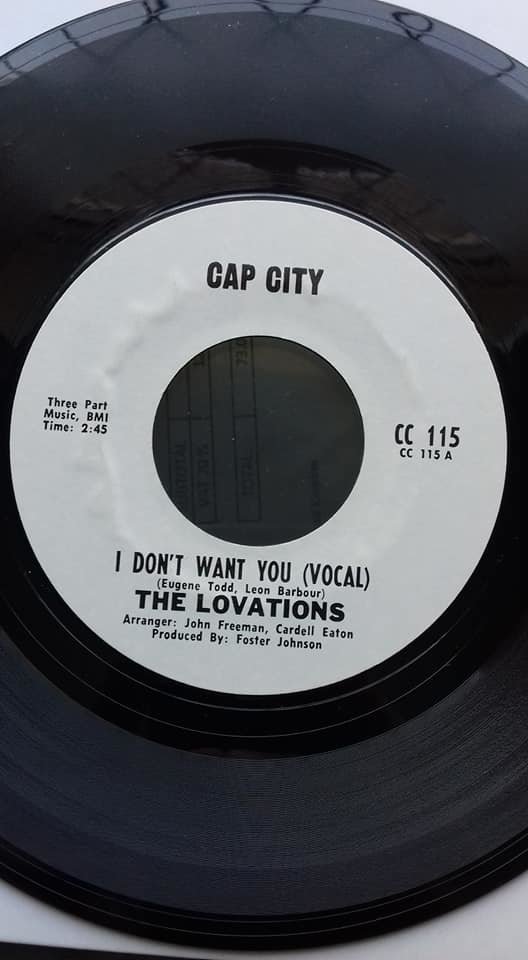 CAP CITY
Three Part
Music, BMI
Time: 2:45
CC 115
CC 115 A
TOTAL
I DON'T WANT YOU (VOCAL)
(Eugene Todd, Leon Barbour)
THE LOVATIONS
Arranger: John Freeman, Cardell Eaton
Produced By: Foster Johnson